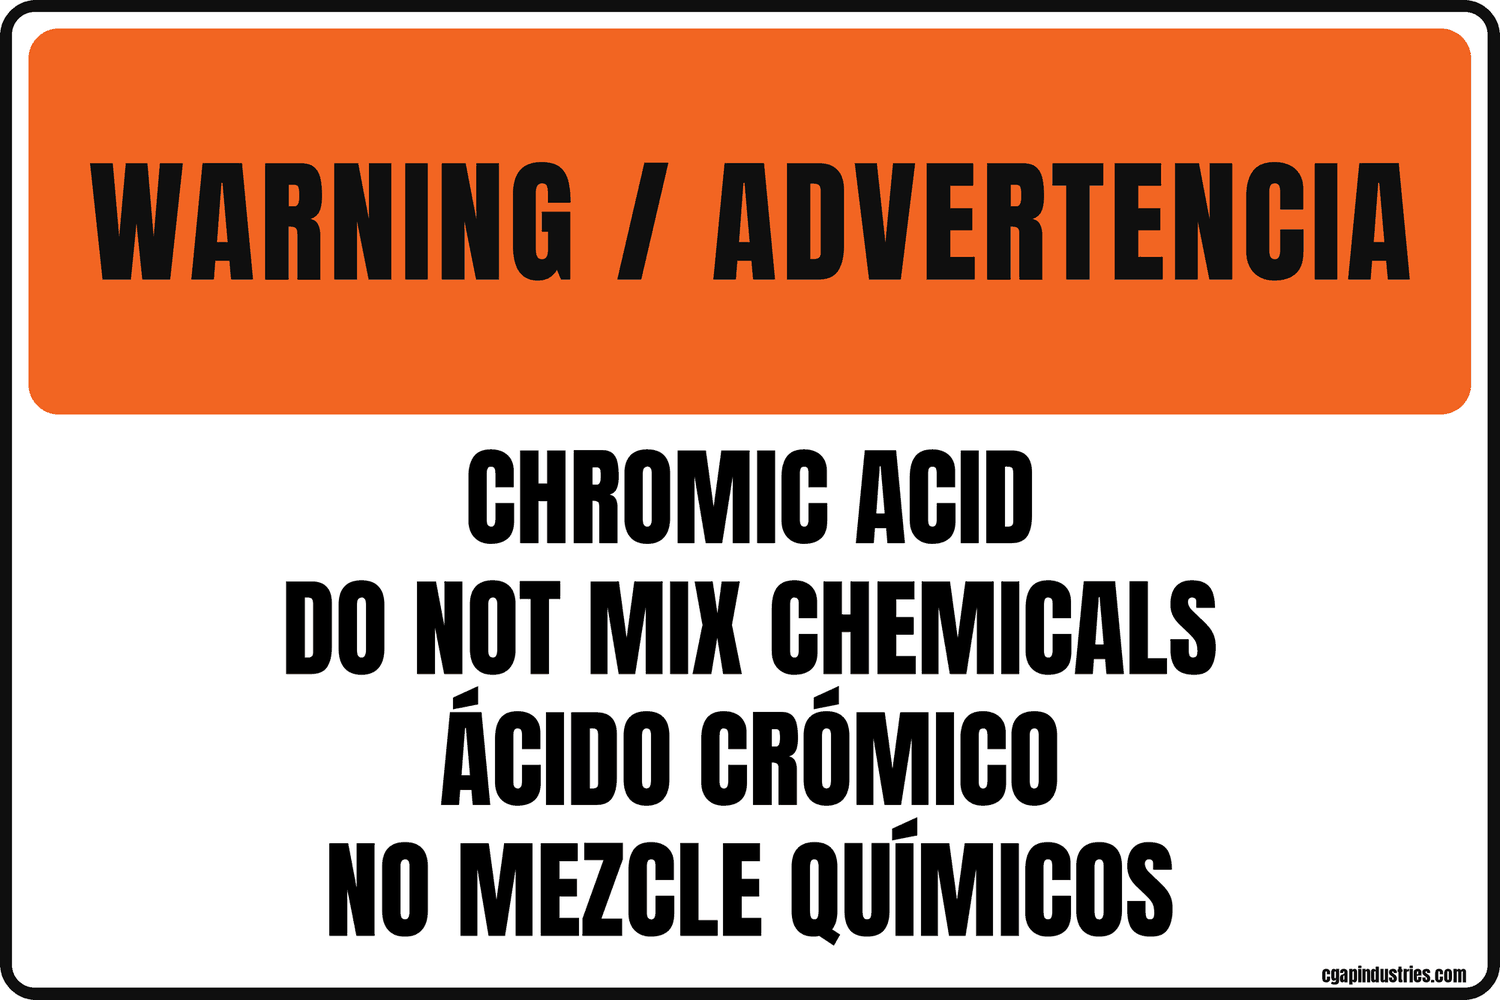 WARNING / ADVERTENCIA
CHROMIC ACID
DO NOT MIX CHEMICALS
ÁCIDO CRÓMICO
NO MEZCLE QUÍMICOS
cgapindustries.com